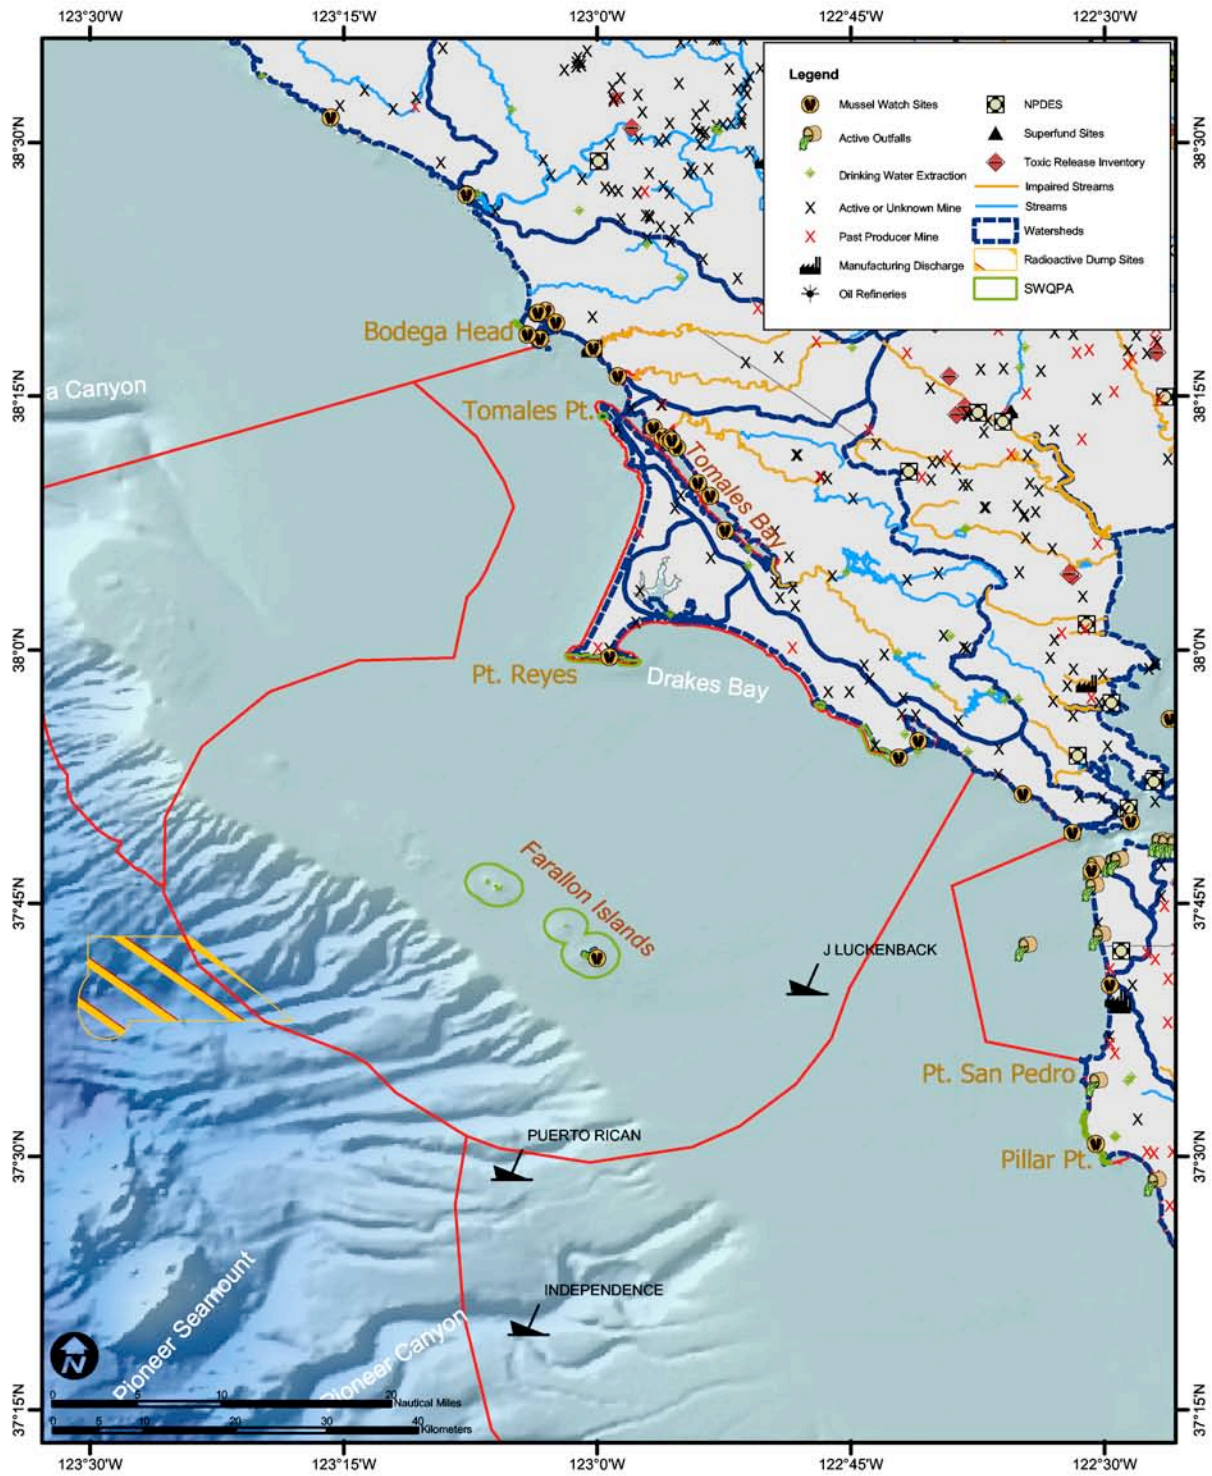 123°30'W 123°15'W 123°0'W 122°45'W 122°30'W
Legend
Mussel Watch Sites
NPDES
Active Outfalls
Superfund Sites
Toxic Release Inventory
Drinking Water Extraction
Impaired Streams
Active or Unknown Mine
Streams
Past Producer Mine
Watersheds
Manufacturing Discharge
Radioactive Dump Sites
Oil Refineries
SWQPA
38°30'N 38°30'N
Bodega Head
a Canyon
38°15'N 38°15'N
Tomales Pt.
Tomales Bay
38°0'N 38°0'N
Pt. Reyes
Drakes Bay
Farallon Islands
37°45'N 37°45'N
J LUCKENBACK
Pt. San Pedro
PUERTO RICAN
37°30'N 37°30'N
Pillar Pt.
INDEPENDENCE
Pioneer Seamount
Pioneer Canyon
N
0 5 10 20
Nautical Miles
0 5 10 20 30 40
Kilometers
37°15'N 37°15'N
123°30'W 123°15'W 123°0'W 122°45'W 122°30'W